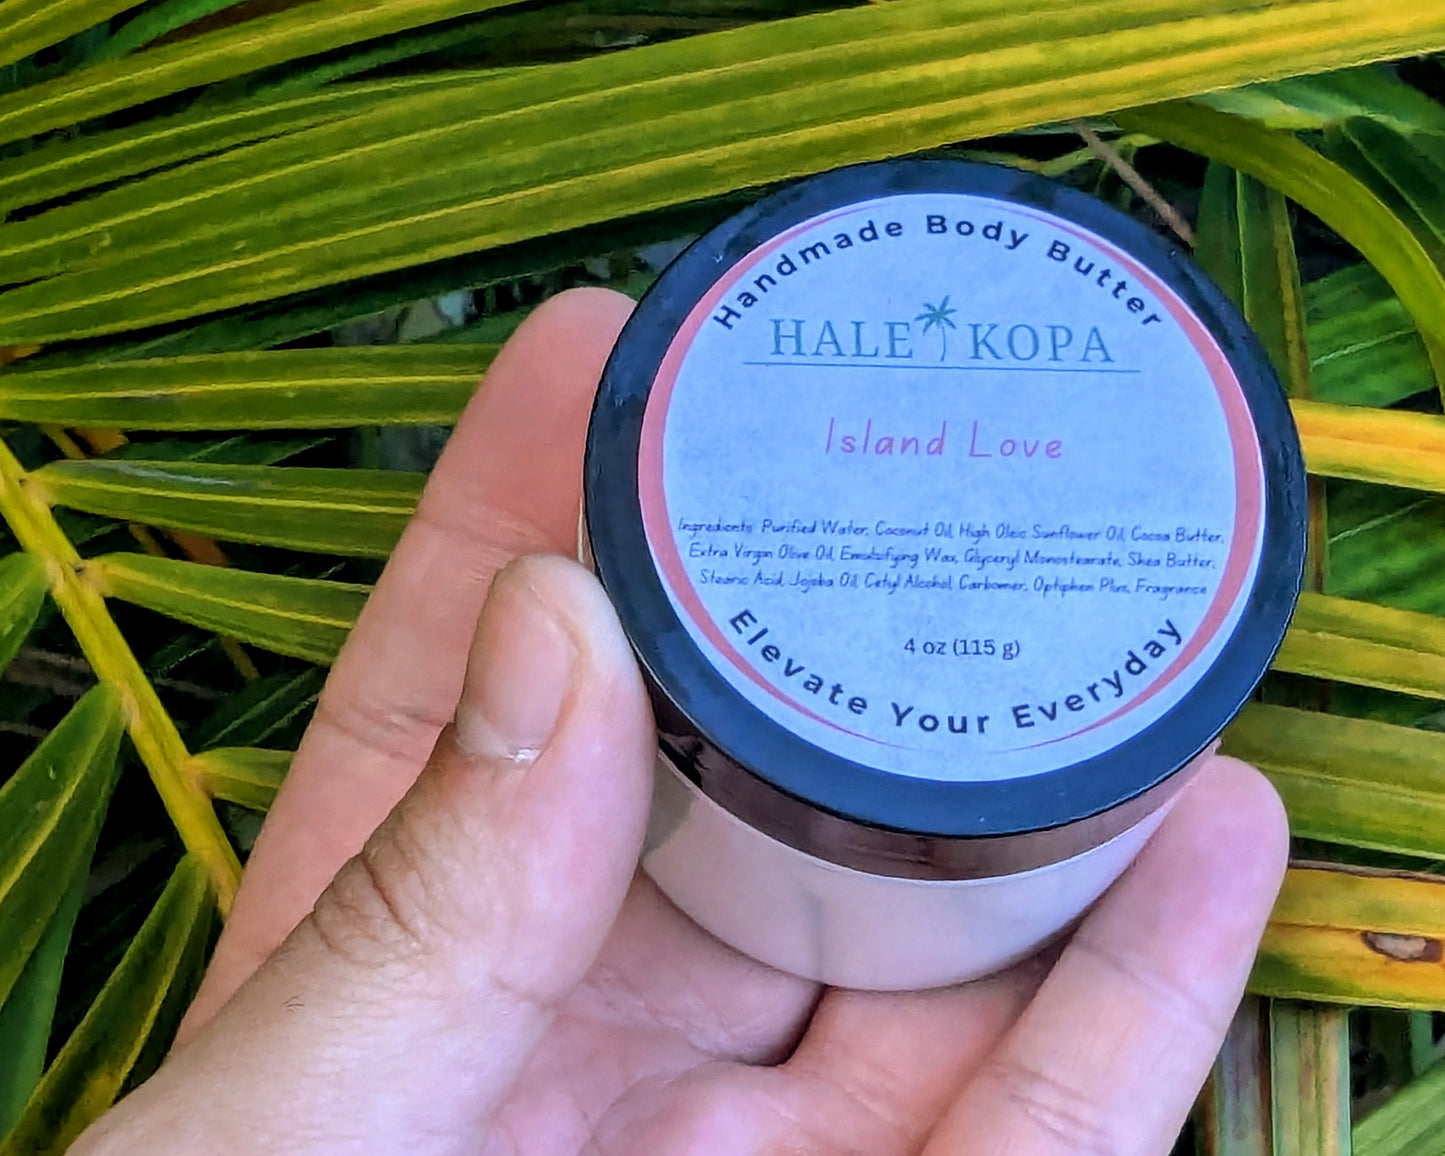 Handmade Body Butter
HALE KOPA
Island Love
Ingredients: Purified Water, Coconut Oil, High Oleic Sunflower Oil, Cocoa Butter,
Extra Virgin Olive Oil, Emulsifying Wax, Glyceryl Monostearate, Shea Butter,
Stearic Acid, Jojoba Oil, Cetyl Alcohol, Carbomer, Optiphen Plus, Fragrance
4 oz (115 g)
Elevate Your Everyday